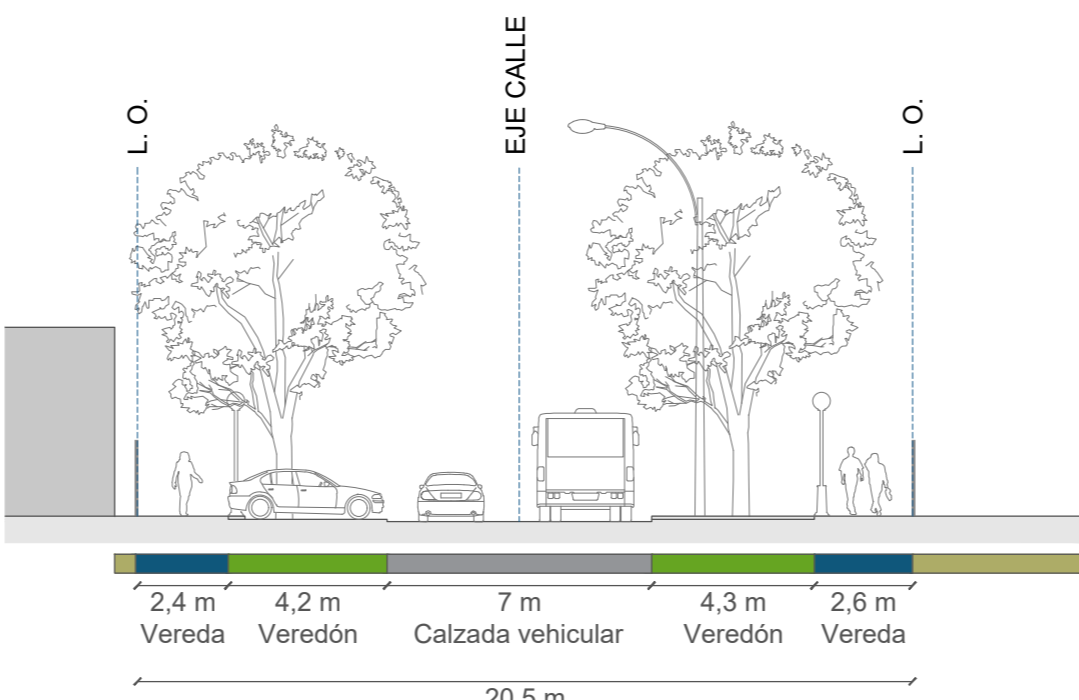 L. O.
EJE CALLE
L. O.
2,4 m
Vereda
4,2 m
Veredón
7 m
Calzada vehicular
4,3 m
Veredón
2,6 m
Vereda
20,5 m